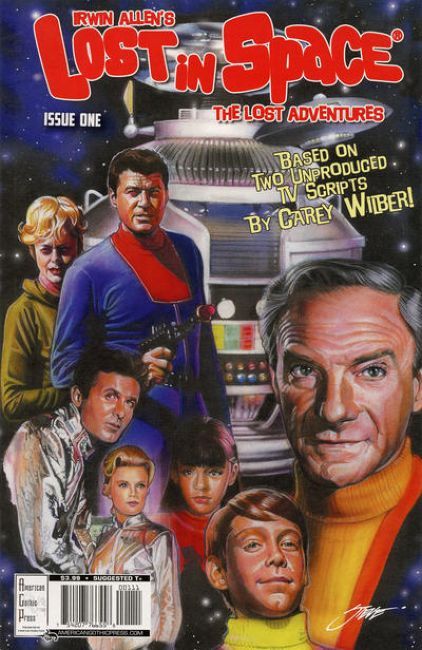 IRWIN ALLEN'S
LOST IN SPACE®
THE LOST ADVENTURES
ISSUE ONE
BASED ON
TWO UNPRODUCED
TV SCRIPTS
BY CAREY WILBER!
$3.99 • SUGGESTED T+
00111
American
Gothic
Press
AMERICANGOTHICPRESS.COM